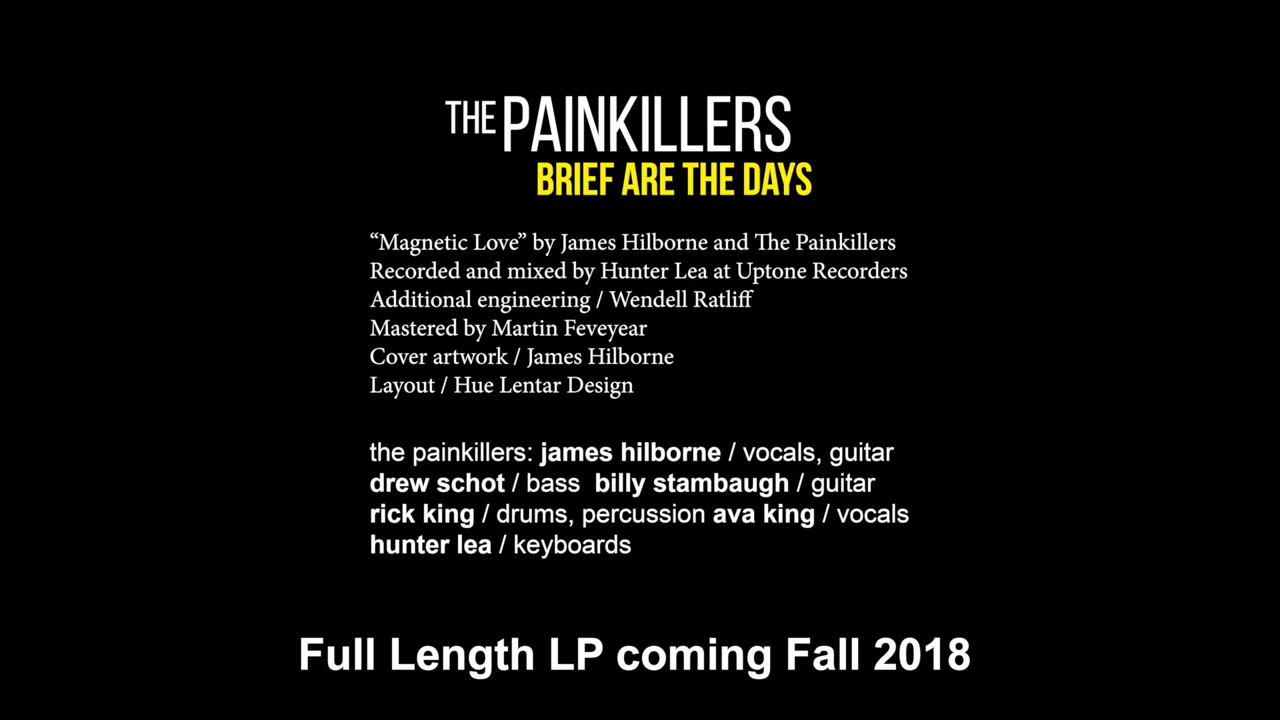 THE PAINKILLERS
BRIEF ARE THE DAYS
“Magnetic Love” by James Hilborne and The Painkillers
Recorded and mixed by Hunter Lea at Uptone Recorders
Additional engineering / Wendell Ratliff
Mastered by Martin Feveyear
Cover artwork / James Hilborne
Layout / Hue Lentar Design
the painkillers: james hilborne / vocals, guitar
drew schot / bass billy stambaugh / guitar
rick king / drums, percussion ava king / vocals
hunter lea / keyboards
Full Length LP coming Fall 2018